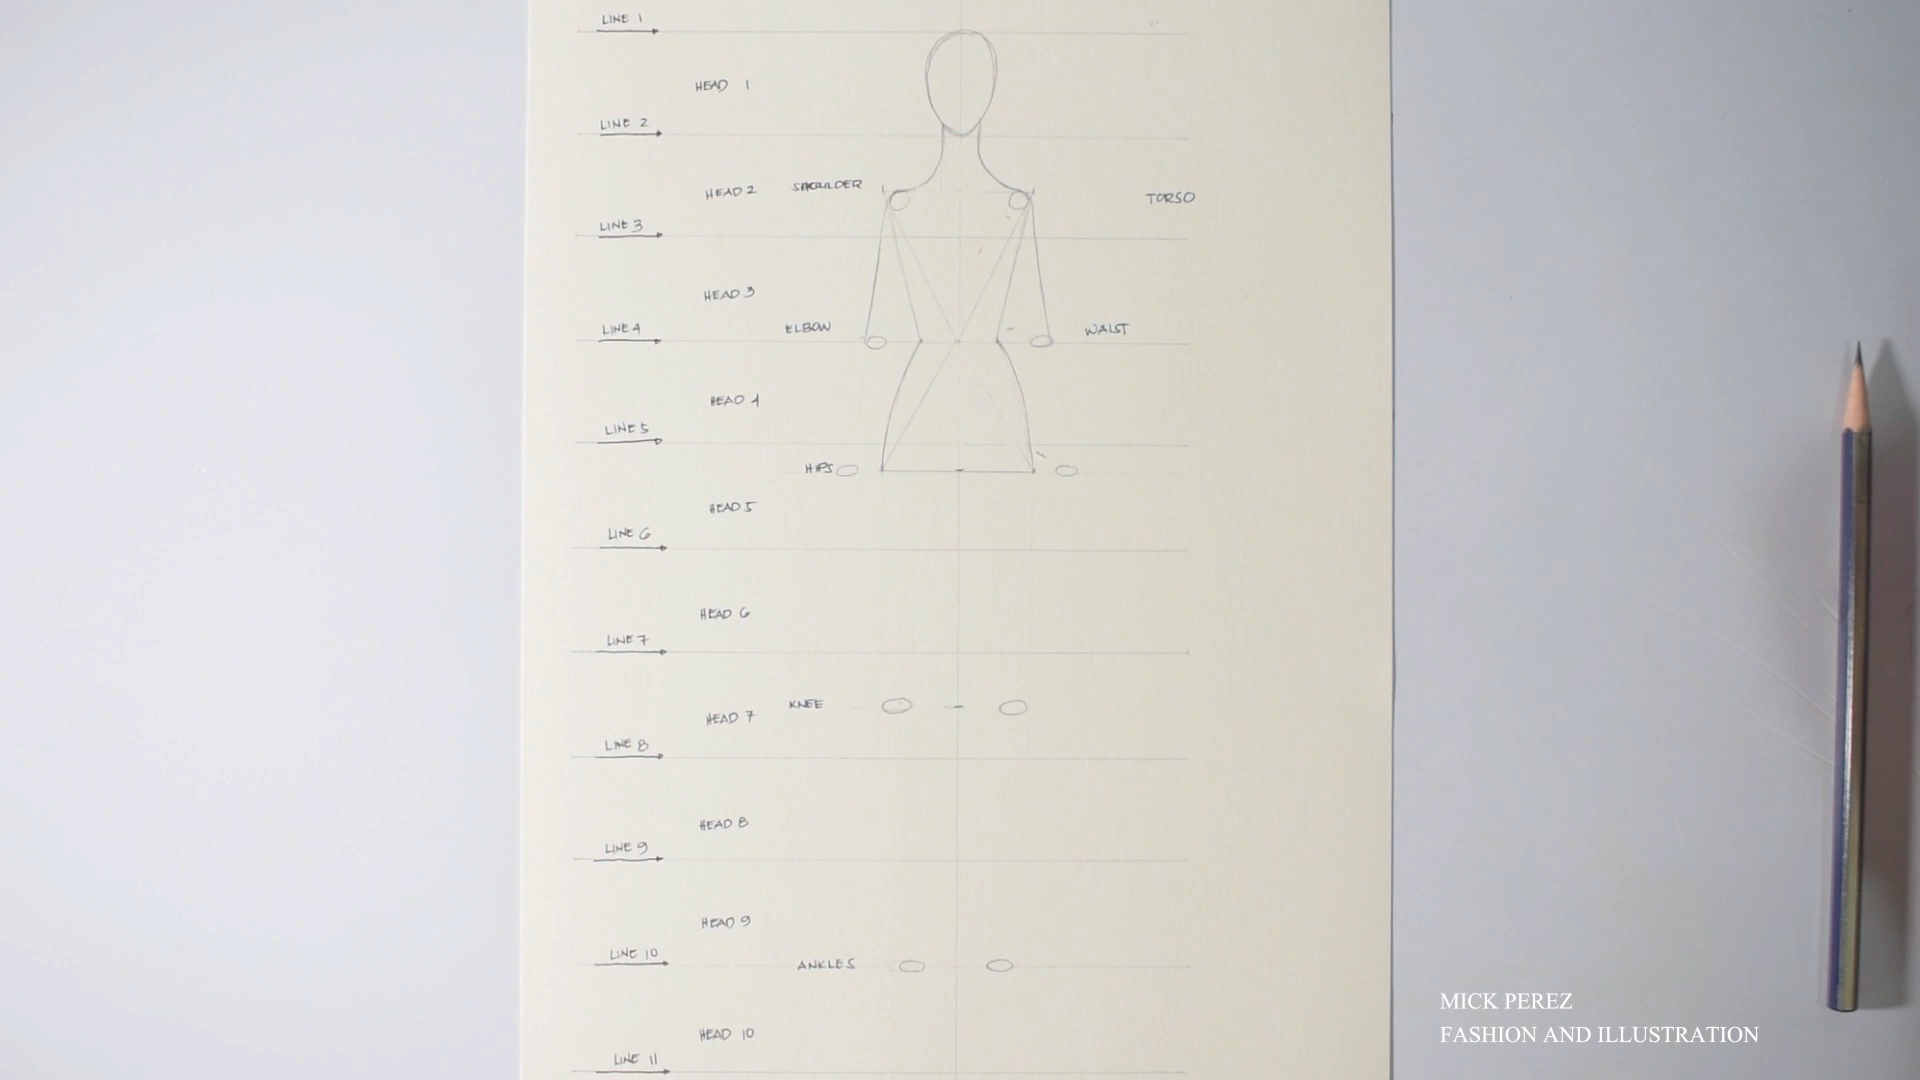 LINE 1
HEAD 1
LINE 2
HEAD 2 SHOULDER TORSO
LINE 3
HEAD 3
LINE 4 ELBOW WAIST
HEAD 4
LINE 5
HIPS
HEAD 5
LINE 6
HEAD 6
LINE 7
KNEE
HEAD 7
LINE 8
HEAD 8
LINE 9
HEAD 9
LINE 10
ANKLES
HEAD 10
LINE 11
MICK PEREZ
FASHION AND ILLUSTRATION